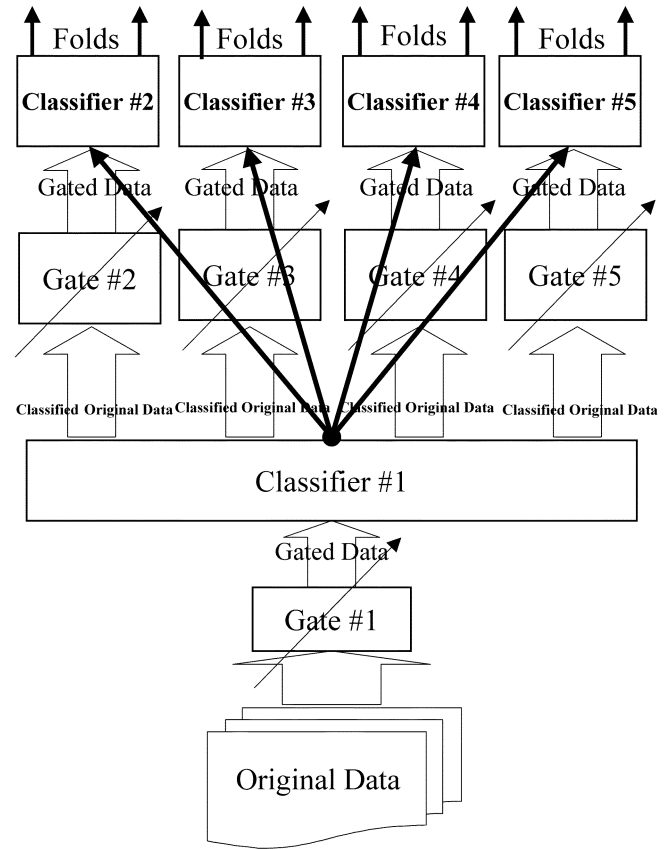 Folds Folds Folds Folds
Classifier #2 Classifier #3 Classifier #4 Classifier #5
Gated Data Gated Data Gated Data Gated Data
Gate #2 Gate #3 Gate #4 Gate #5
Classified Original Data Classified Original Data Classified Original Data Classified Original Data
Classifier #1
Gated Data
Gate #1
Original Data